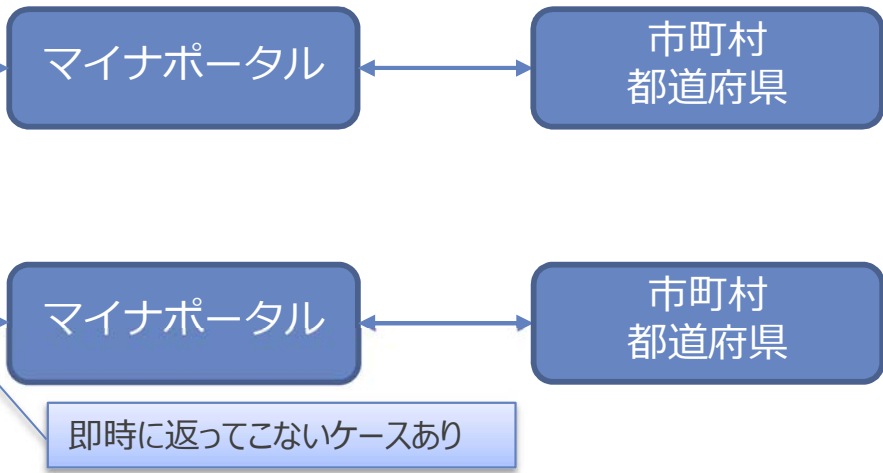 マイナポータル
市町村
都道府県
マイナポータル
市町村
都道府県
即時に返ってこないケースあり